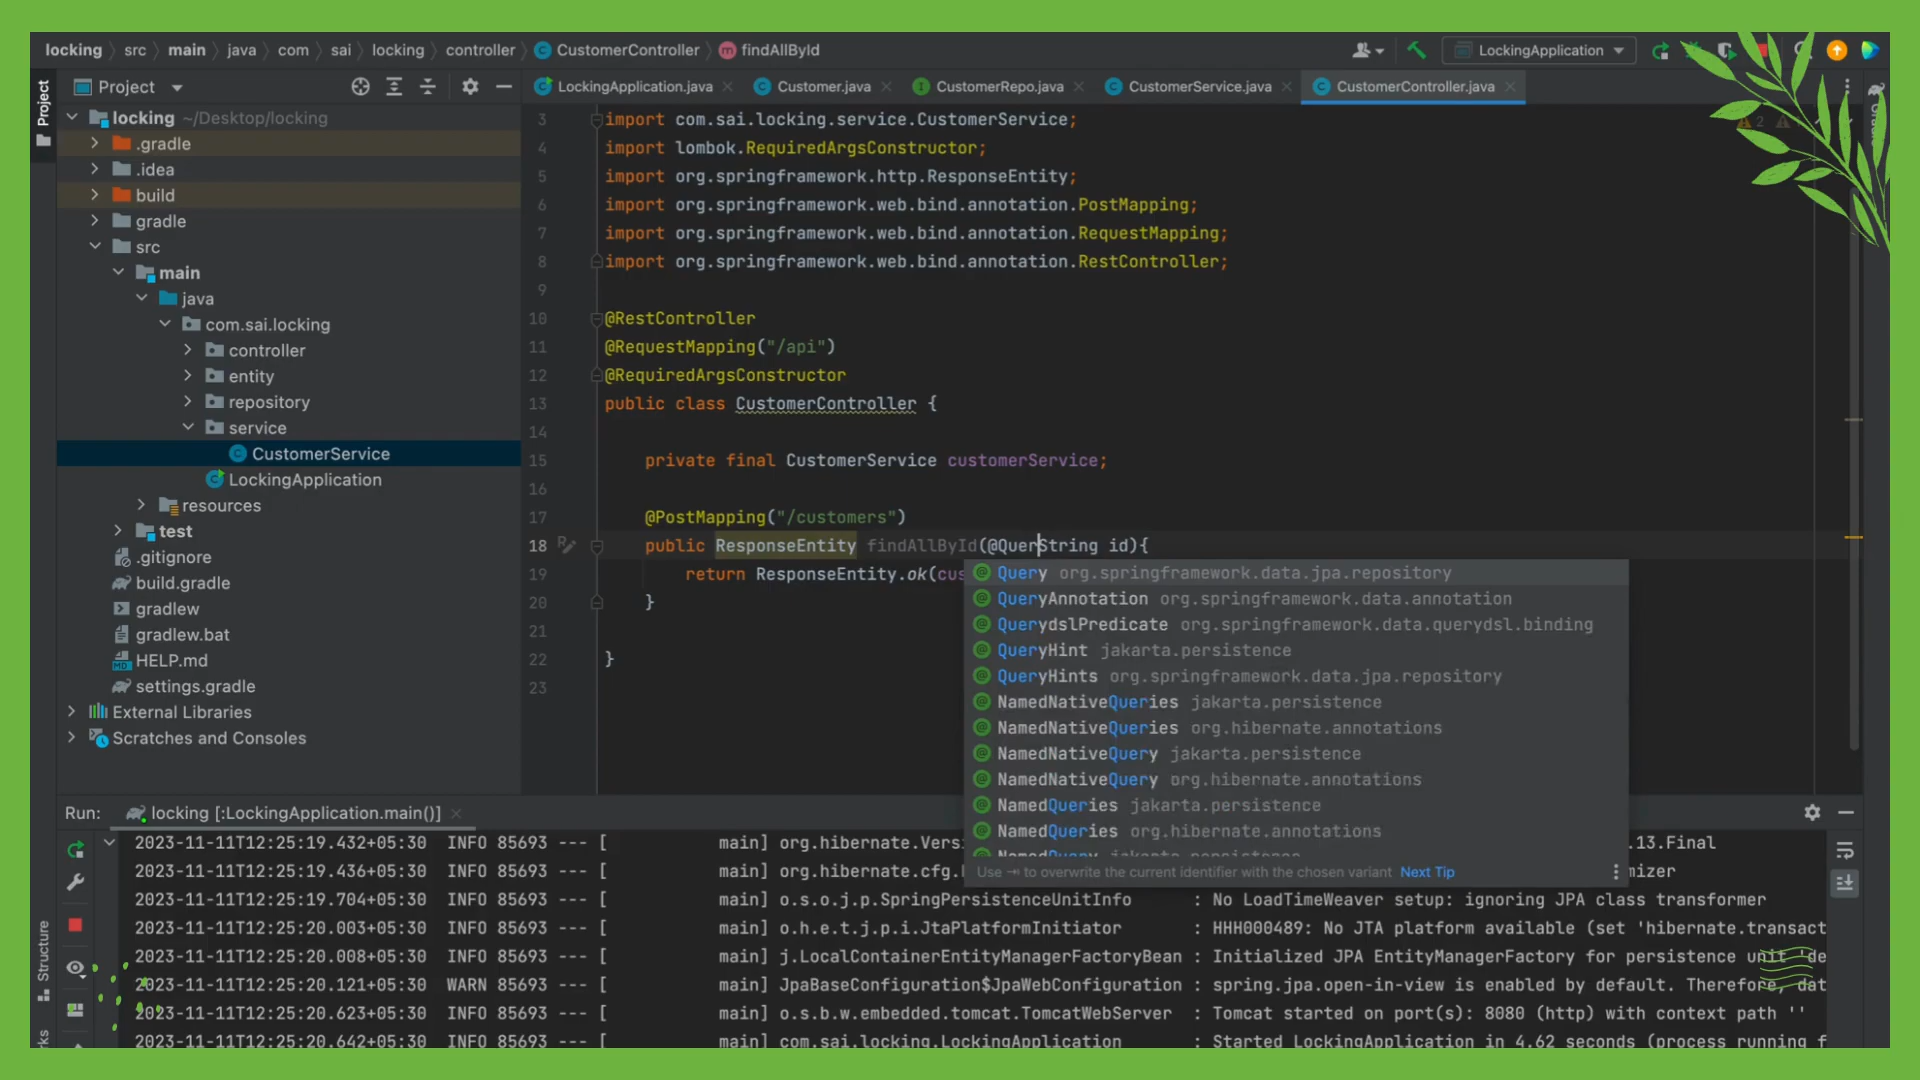 locking src main java com sai locking controller CustomerController findAllById LockingApplication
Project
Project
LockingApplication.java Customer.java CustomerRepo.java CustomerService.java CustomerController.java
locking ~/Desktop/locking
.gradle
.idea
build
gradle
src
main
java
com.sai.locking
controller
entity
repository
service
CustomerService
LockingApplication
resources
test
.gitignore
build.gradle
gradlew
gradlew.bat
HELP.md
settings.gradle
External Libraries
Scratches and Consoles
2
3 import com.sai.locking.service.CustomerService;
4 import lombok.RequiredArgsConstructor;
5 import org.springframework.http.ResponseEntity;
6 import org.springframework.web.bind.annotation.PostMapping;
7 import org.springframework.web.bind.annotation.RequestMapping;
8 import org.springframework.web.bind.annotation.RestController;
9
10 @RestController
11 @RequestMapping("/api")
12 @RequiredArgsConstructor
13 public class CustomerController {
14
15 private final CustomerService customerService;
16
17 @PostMapping("/customers")
18 public ResponseEntity findAllById(@QuerString id){
19 return ResponseEntity.ok(cus
20 }
21
22 }
23
Query org.springframework.data.jpa.repository
QueryAnnotation org.springframework.data.annotation
QuerydslPredicate org.springframework.data.querydsl.binding
QueryHint jakarta.persistence
QueryHints org.springframework.data.jpa.repository
NamedNativeQueries jakarta.persistence
NamedNativeQueries org.hibernate.annotations
NamedNativeQuery jakarta.persistence
NamedNativeQuery org.hibernate.annotations
NamedQueries jakarta.persistence
NamedQueries org.hibernate.annotations
NamedQuery jakarta.persistence
Use ⇥ to overwrite the current identifier with the chosen variant Next Tip
Run: locking [:LockingApplication.main()]
2023-11-11T12:25:19.432+05:30 INFO 85693 --- [ main] org.hibernate.Versi .13.Final
2023-11-11T12:25:19.436+05:30 INFO 85693 --- [ main] org.hibernate.cfg. mizer
2023-11-11T12:25:19.704+05:30 INFO 85693 --- [ main] o.s.o.j.p.SpringPersistenceUnitInfo : No LoadTimeWeaver setup: ignoring JPA class transformer
2023-11-11T12:25:20.003+05:30 INFO 85693 --- [ main] o.h.e.t.j.p.i.JtaPlatformInitiator : HHH000489: No JTA platform available (set 'hibernate.transact
2023-11-11T12:25:20.008+05:30 INFO 85693 --- [ main] j.LocalContainerEntityManagerFactoryBean : Initialized JPA EntityManagerFactory for persistence unit 'de
2023-11-11T12:25:20.121+05:30 WARN 85693 --- [ main] JpaBaseConfiguration$JpaWebConfiguration : spring.jpa.open-in-view is enabled by default. Therefore, dat
2023-11-11T12:25:20.623+05:30 INFO 85693 --- [ main] o.s.b.w.embedded.tomcat.TomcatWebServer : Tomcat started on port(s): 8080 (http) with context path ''
2023-11-11T12:25:20.642+05:30 INFO 85693 --- [ main] com.sai.locking.LockingApplication : Started LockingApplication in 4.62 seconds (process running f
Structure